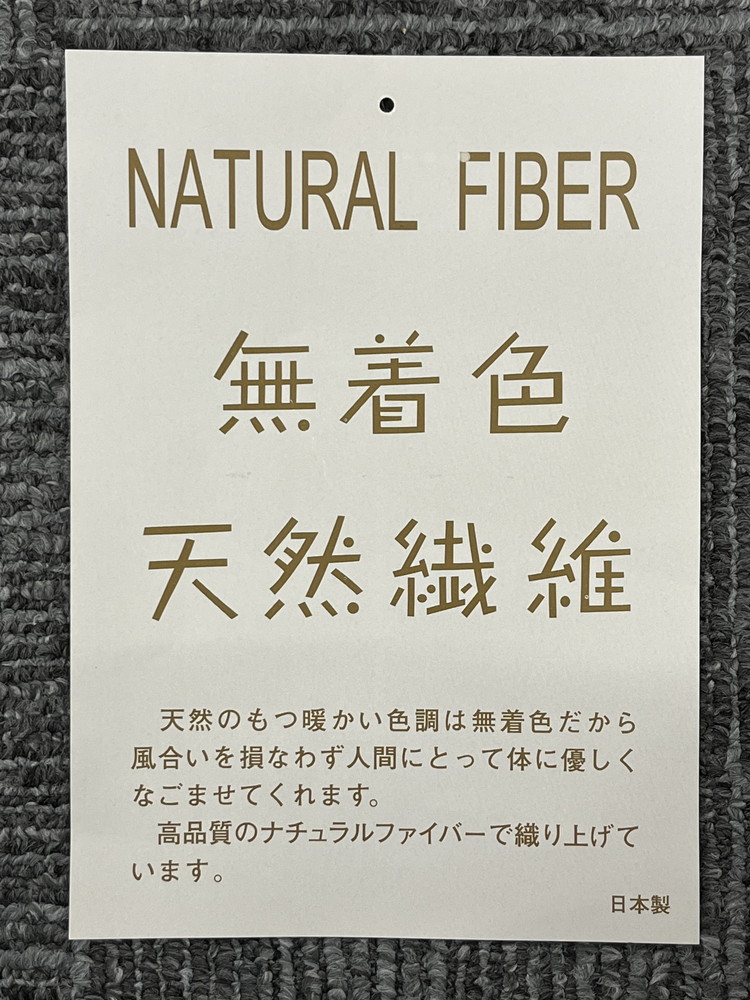 NATURAL FIBER
無着色
天然繊維
天然のもつ暖かい色調は無着色だから
風合いを損なわず人間にとって体に優しく
なごませてくれます。
高品質のナチュラルファイバーで織り上げて
います。
日本製